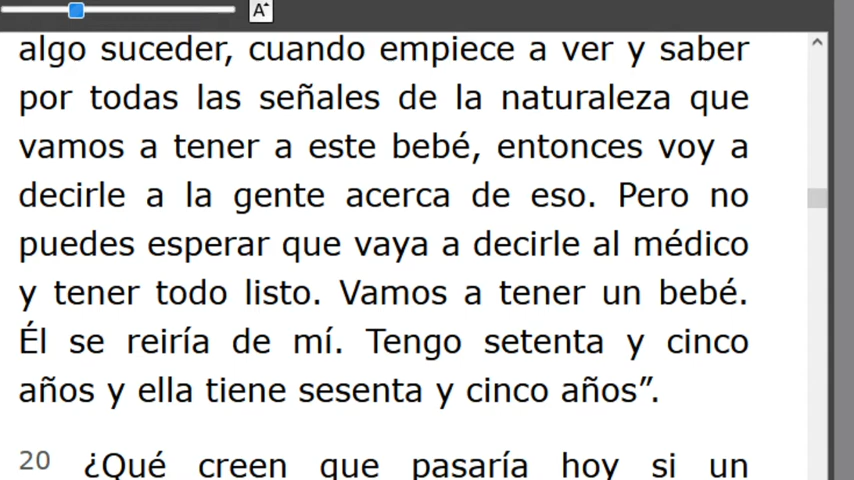 A
algo suceder, cuando empiece a ver y saber
por todas las señales de la naturaleza que
vamos a tener a este bebé, entonces voy a
decirle a la gente acerca de eso. Pero no
puedes esperar que vaya a decirle al médico
y tener todo listo. Vamos a tener un bebé.
Él se reiría de mí. Tengo setenta y cinco
años y ella tiene sesenta y cinco años”.
20 ¿Qué creen que pasaría hoy si un